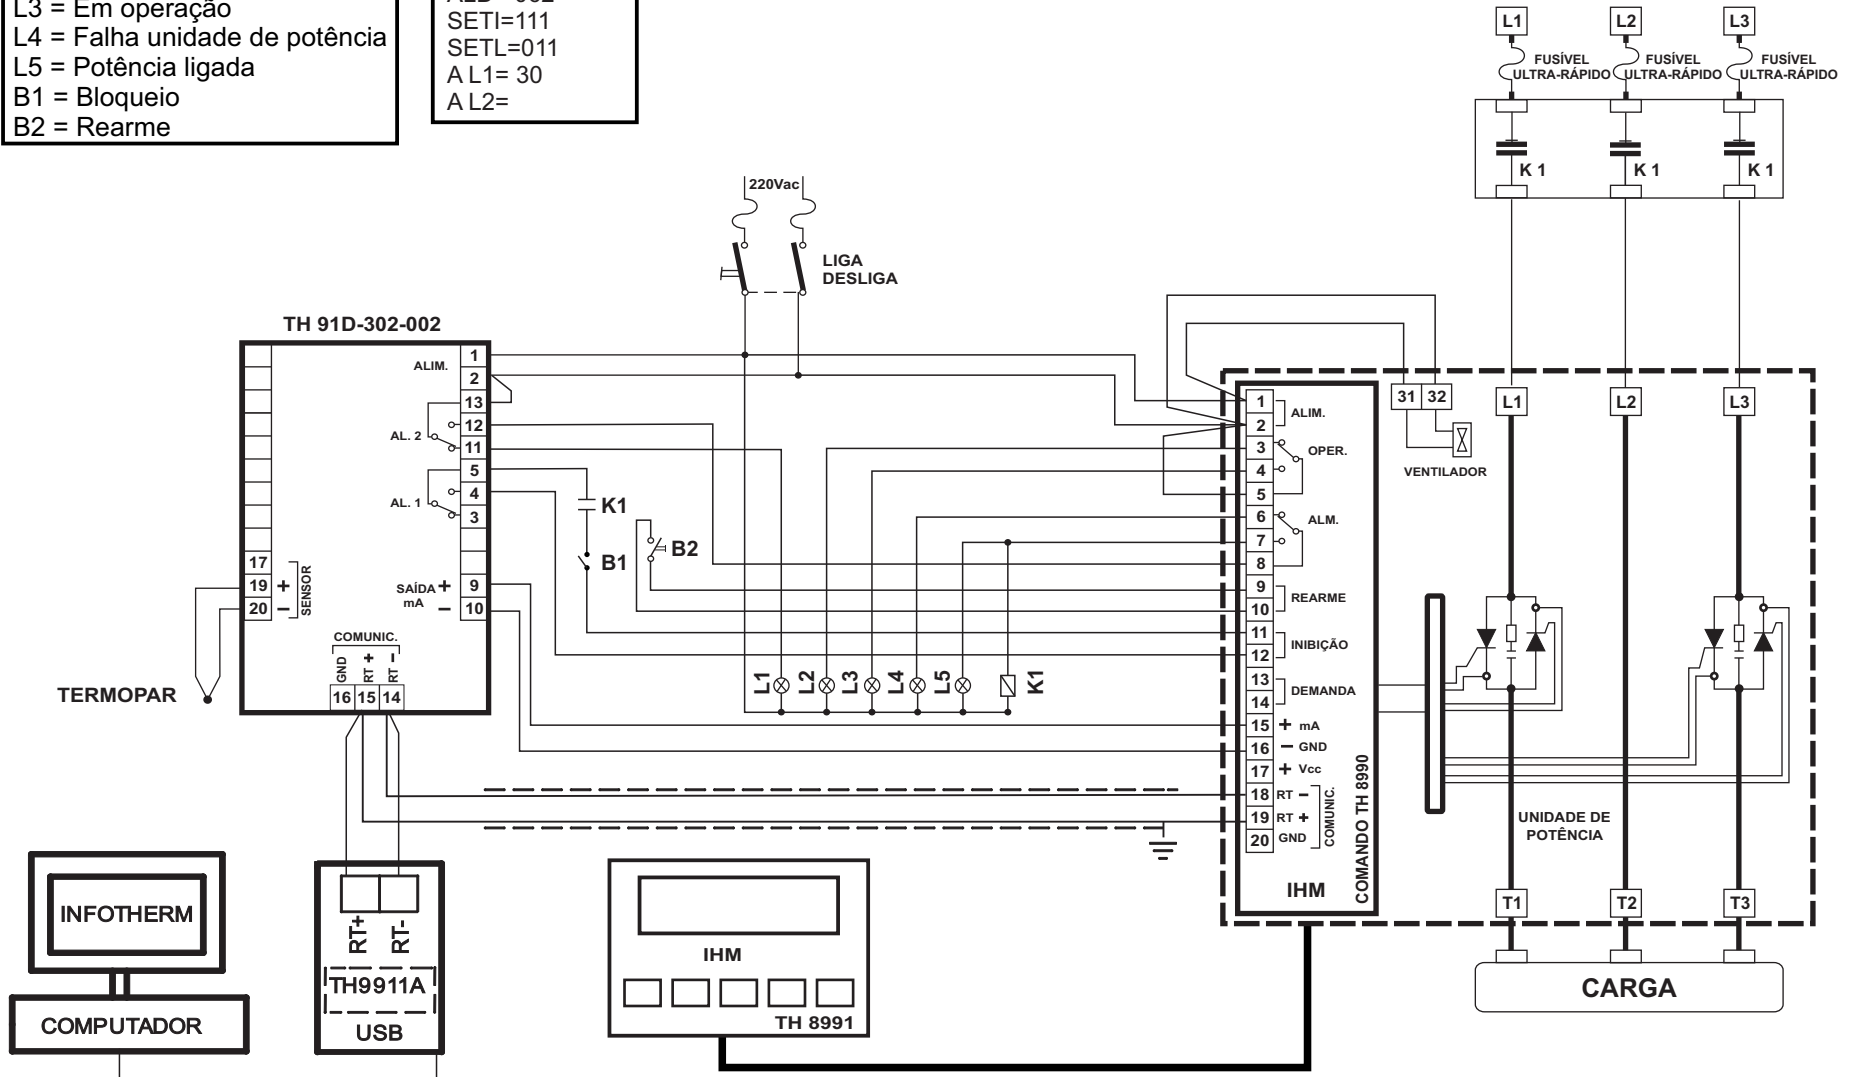 L3 = Em operação
L4 = Falha unidade de potência
L5 = Potência ligada
B1 = Bloqueio
B2 = Rearme
SETI=111
SETL=011
A L1= 30
A L2=
L1
L2
L3
FUSÍVEL
ULTRA-RÁPIDO
FUSÍVEL
ULTRA-RÁPIDO
FUSÍVEL
ULTRA-RÁPIDO
K 1
K 1
K 1
220Vac
LIGA
DESLIGA
TH 91D-302-002
ALIM.
1
2
13
12
11
5
4
3
9
10
AL. 2
AL. 1
17
19 +
20 −
SENSOR
SAÍDA +
mA −
COMUNIC.
GND
RT +
RT −
16 15 14
TERMOPAR
K1
B1
B2
L1
L2
L3
L4
L5
K1
1
2
3
4
5
6
7
8
9
10
11
12
13
14
15
16
17
18
19
20
ALIM.
OPER.
ALM.
REARME
INIBIÇÃO
DEMANDA
+ mA
− GND
+ Vcc
RT −
RT +
GND
COMUNIC.
COMANDO TH 8990
IHM
31 32
VENTILADOR
L1
L2
L3
UNIDADE DE
POTÊNCIA
T1
T2
T3
CARGA
INFOTHERM
COMPUTADOR
RT+
RT-
TH9911A
USB
IHM
TH 8991